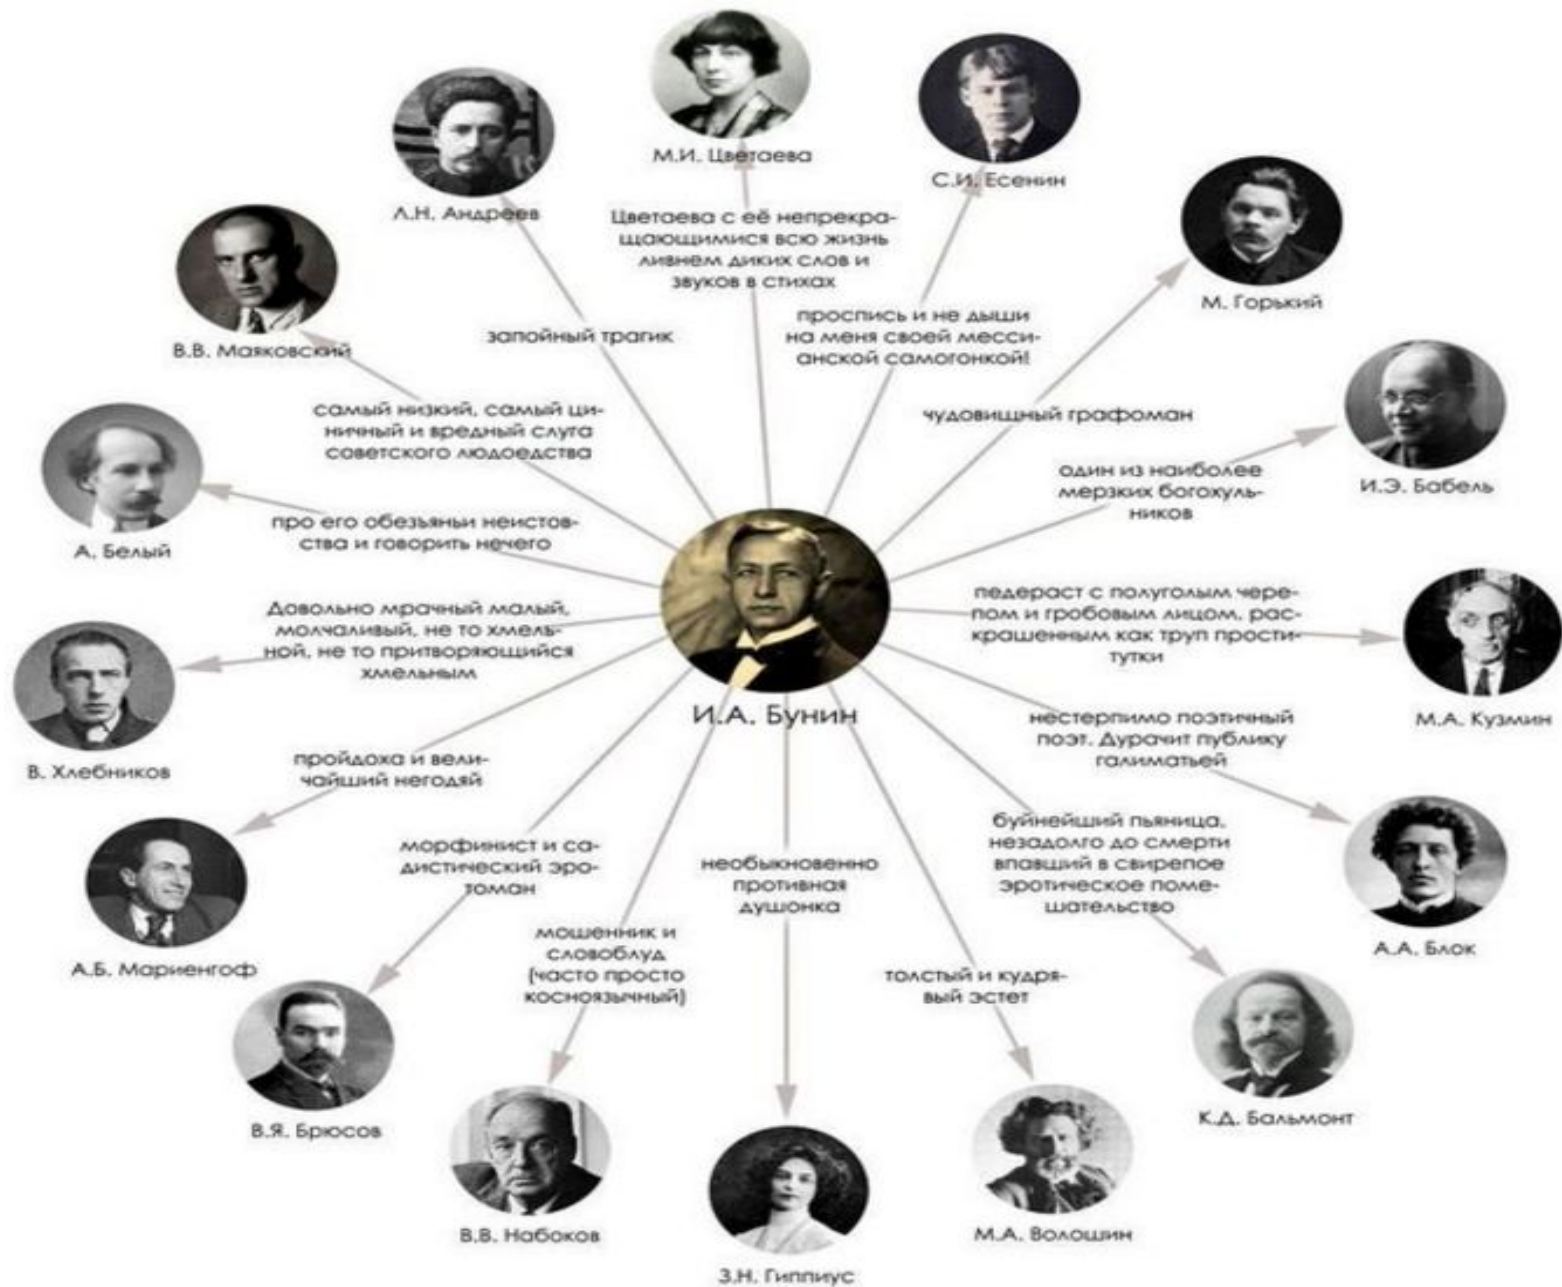 М.И. Цветаева
С.И. Есенин
Л.Н. Андреев
Цветаева с её непрекра-
щающимися всю жизнь
ливнем диких слов и
звуков в стихах
М. Горький
проспись и не дыши
на меня своей месси-
анской самогонкой!
запойный трагик
В.В. Маяковский
самый низкий, самый ци-
ничный и вредный слуга
советского людоедства
чудовищный графоман
один из наиболее
мерзких богохуль-
ников
И.Э. Бабель
про его обезьяньи неистов-
ства и говорить нечего
А. Белый
Довольно мрачный малый,
молчаливый, не то хмель-
ной, не то притворяющийся
хмельным
педераст с полуголым чере-
пом и гробовым лицом, рас-
крашенным как труп прости-
тутки
И.А. Бунин
М.А. Кузмин
нестерпимо поэтичный
поэт. Дурачит публику
галиматьей
В. Хлебников
пройдоха и вели-
чайший негодяй
буйнейший пьяница,
незадолго до смерти
впавший в свирепое
эротическое поме-
шательство
морфинист и са-
дистический эро-
томан
необыкновенно
противная
душонка
А.А. Блок
А.Б. Мариенгоф
мошенник и
словоблуд
(часто просто
косноязычный)
толстый и кудря-
вый эстет
К.Д. Бальмонт
В.Я. Брюсов
В.В. Набоков
М.А. Волошин
З.Н. Гиппиус